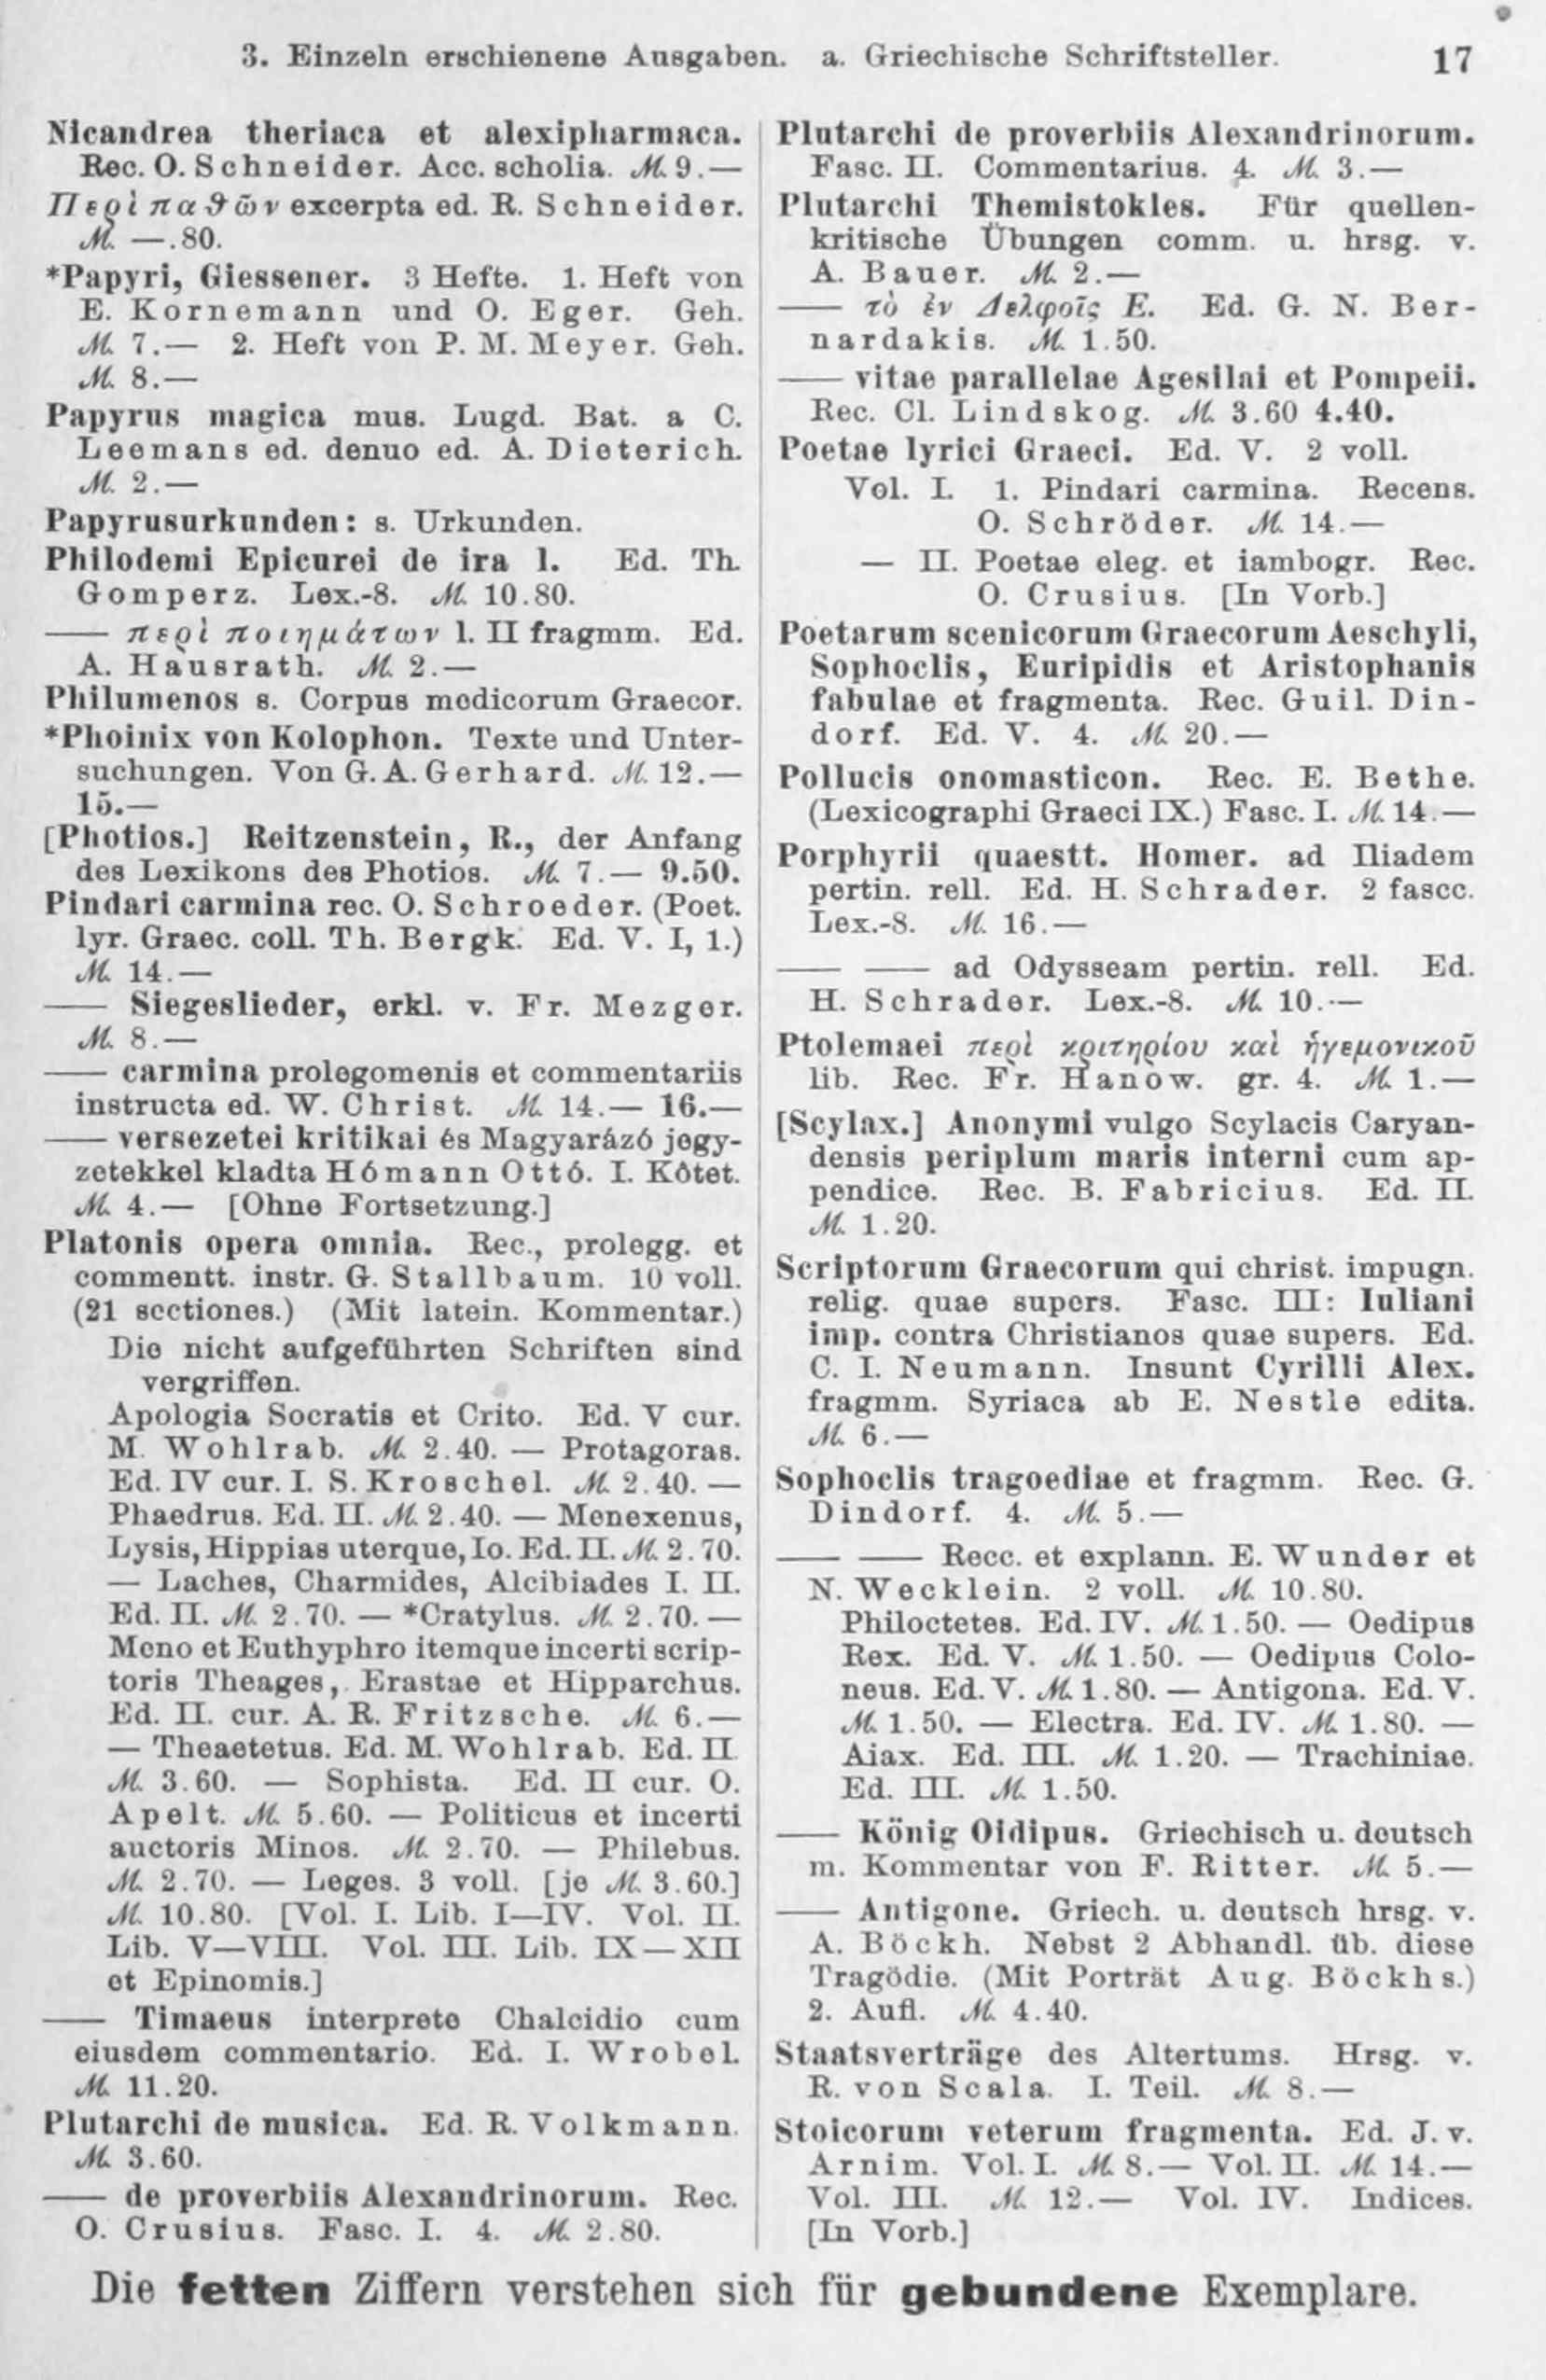 3. Einzeln erschienene Ausgaben. a. Griechische Schriftsteller. 17
Nicandrea theriaca et alexipharmaca.
Rec. O. Schneider. Acc. scholia. ℳ 9.—
Περὶ παθῶν excerpta ed. R. Schneider.
ℳ —.80.
*Papyri, Giessener. 3 Hefte. 1. Heft von
E. Kornemann und O. Eger. Geh.
ℳ 7.— 2. Heft von P. M. Meyer. Geh.
ℳ 8.—
Papyrus magica mus. Lugd. Bat. a C.
Leemans ed. denuo ed. A. Dieterich.
ℳ 2.—
Papyrusurkunden: s. Urkunden.
Philodemi Epicurei de ira l. Ed. Th.
Gomperz. Lex.-8. ℳ 10.80.
—— περὶ ποιημάτων l. II fragmm. Ed.
A. Hausrath. ℳ 2.—
Philumenos s. Corpus medicorum Graecor.
*Phoinix von Kolophon. Texte und Unter-
suchungen. Von G. A. Gerhard. ℳ 12.—
15.—
[Photios.] Reitzenstein, R., der Anfang
des Lexikons des Photios. ℳ 7.— 9.50.
Pindari carmina rec. O. Schroeder. (Poet.
lyr. Graec. coll. Th. Bergk. Ed. V. I, 1.)
ℳ 14.—
—— Siegeslieder, erkl. v. Fr. Mezger.
ℳ 8.—
—— carmina prolegomenis et commentariis
instructa ed. W. Christ. ℳ 14.— 16.—
—— versezetei kritikai és Magyarázó jegy-
zetekkel kladta Hómann Ottó. I. Kôtet.
ℳ 4.— [Ohne Fortsetzung.]
Platonis opera omnia. Rec., prolegg. et
commentt. instr. G. Stallbaum. 10 voll.
(21 sectiones.) (Mit latein. Kommentar.)
Die nicht aufgeführten Schriften sind
vergriffen.
Apologia Socratis et Crito. Ed. V cur.
M. Wohlrab. ℳ 2.40. — Protagoras.
Ed. IV cur. I. S. Kroschel. ℳ 2.40. —
Phaedrus. Ed. II. ℳ 2.40. — Menexenus,
Lysis, Hippias uterque, Io. Ed. II. ℳ 2.70.
— Laches, Charmides, Alcibiades I. II.
Ed. II. ℳ 2.70. — *Cratylus. ℳ 2.70. —
Meno et Euthyphro itemque incerti scrip-
toris Theages, Erastae et Hipparchus.
Ed. II. cur. A. R. Fritzsche. ℳ 6.—
— Theaetetus. Ed. M. Wohlrab. Ed. II.
ℳ 3.60. — Sophista. Ed. II cur. O.
Apelt. ℳ 5.60. — Politicus et incerti
auctoris Minos. ℳ 2.70. — Philebus.
ℳ 2.70. — Leges. 3 voll. [je ℳ 3.60.]
ℳ 10.80. [Vol. I. Lib. I—IV. Vol. II.
Lib. V—VIII. Vol. III. Lib. IX—XII
et Epinomis.]
—— Timaeus interprete Chalcidio cum
eiusdem commentario. Ed. I. Wrobel.
ℳ 11.20.
Plutarchi de musica. Ed. R. Volkmann.
ℳ 3.60.
—— de proverbiis Alexandrinorum. Rec.
O. Crusius. Fasc. I. 4. ℳ 2.80.
Plutarchi de proverbiis Alexandrinorum.
Fasc. II. Commentarius. 4. ℳ 3.—
Plutarchi Themistokles. Für quellen-
kritische Übungen comm. u. hrsg. v.
A. Bauer. ℳ 2.—
—— τὸ ἐν Δελφοῖς E. Ed. G. N. Ber-
nardakis. ℳ 1.50.
—— vitae parallelae Agesilai et Pompeii.
Rec. Cl. Lindskog. ℳ 3.60 4.40.
Poetae lyrici Graeci. Ed. V. 2 voll.
Vol. I. 1. Pindari carmina. Recens.
O. Schröder. ℳ 14.—
— II. Poetae eleg. et iambogr. Rec.
O. Crusius. [In Vorb.]
Poetarum scenicorum Graecorum Aeschyli,
Sophoclis, Euripidis et Aristophanis
fabulae et fragmenta. Rec. Guil. Din-
dorf. Ed. V. 4. ℳ 20.—
Pollucis onomasticon. Rec. E. Bethe.
(Lexicographi Graeci IX.) Fasc. I. ℳ 14.—
Porphyrii quaestt. Homer. ad Iliadem
pertin. rell. Ed. H. Schrader. 2 fascc.
Lex.-8. ℳ 16.—
—— —— ad Odysseam pertin. rell. Ed.
H. Schrader. Lex.-8. ℳ 10.—
Ptolemaei περὶ κριτηρίου καὶ ἡγεμονικοῦ
lib. Rec. Fr. Hanow. gr. 4. ℳ 1.—
[Scylax.] Anonymi vulgo Scylacis Caryan-
densis periplum maris interni cum ap-
pendice. Rec. B. Fabricius. Ed. II.
ℳ 1.20.
Scriptorum Graecorum qui christ. impugn.
relig. quae supers. Fasc. III: Iuliani
imp. contra Christianos quae supers. Ed.
C. I. Neumann. Insunt Cyrilli Alex.
fragmm. Syriaca ab E. Nestle edita.
ℳ 6.—
Sophoclis tragoediae et fragmm. Rec. G.
Dindorf. 4. ℳ 5.—
—— —— Recc. et explann. E. Wunder et
N. Wecklein. 2 voll. ℳ 10.80.
Philoctetes. Ed. IV. ℳ 1.50. — Oedipus
Rex. Ed. V. ℳ 1.50. — Oedipus Colo-
neus. Ed. V. ℳ 1.80. — Antigona. Ed. V.
ℳ 1.50. — Electra. Ed. IV. ℳ 1.80. —
Aiax. Ed. III. ℳ 1.20. — Trachiniae.
Ed. III. ℳ 1.50.
—— König Oidipus. Griechisch u. deutsch
m. Kommentar von F. Ritter. ℳ 5.—
—— Antigone. Griech. u. deutsch hrsg. v.
A. Böckh. Nebst 2 Abhandl. üb. diese
Tragödie. (Mit Porträt Aug. Böckhs.)
2. Aufl. ℳ 4.40.
Staatsverträge des Altertums. Hrsg. v.
R. von Scala. I. Teil. ℳ 8.—
Stoicorum veterum fragmenta. Ed. J. v.
Arnim. Vol. I. ℳ 8.— Vol. II. ℳ 14.—
Vol. III. ℳ 12.— Vol. IV. Indices.
[In Vorb.]
Die fetten Ziffern verstehen sich für gebundene Exemplare.